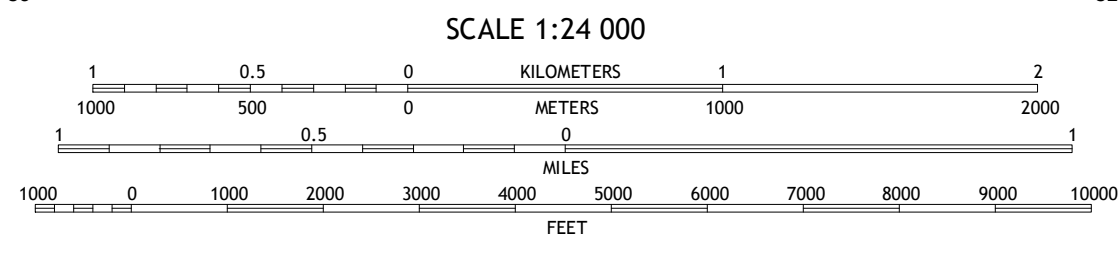 SCALE 1:24 000
1 0.5 0 KILOMETERS 1 2
1000 500 0 METERS 1000 2000
1 0.5 0 1
MILES
1000 0 1000 2000 3000 4000 5000 6000 7000 8000 9000 10000
FEET